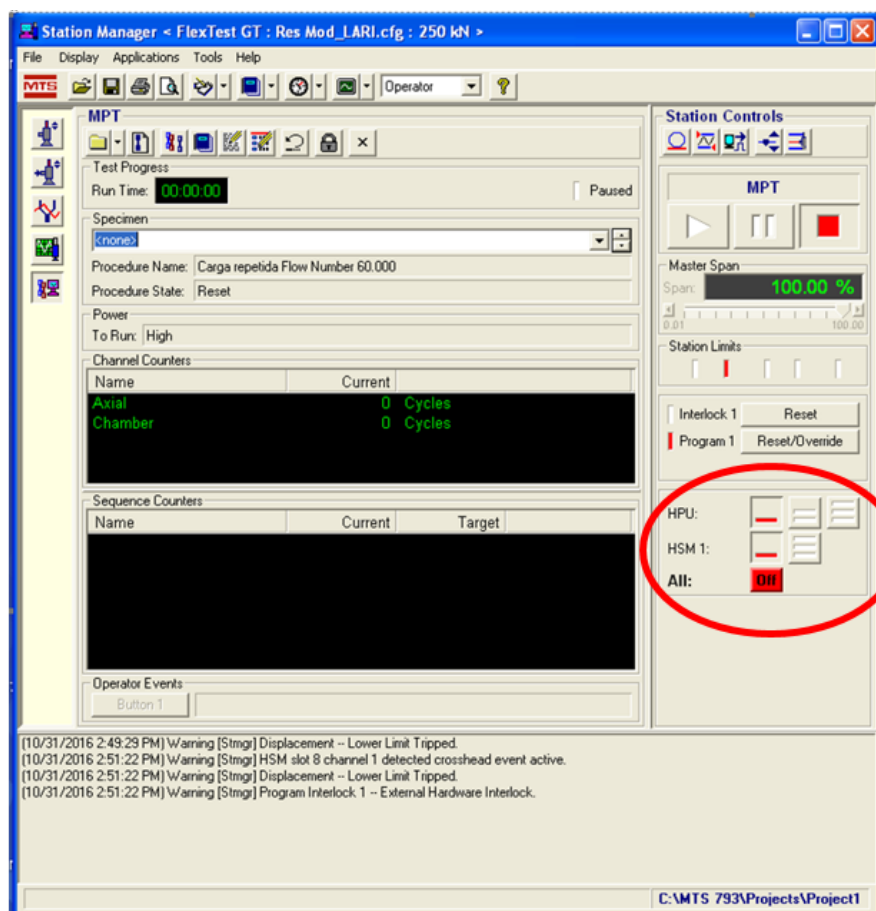 Station Manager < FlexTest GT : Res Mod_LARI.cfg : 250 kN >
File Display Applications Tools Help
MTS Operator
MPT
Test Progress
Run Time: 00:00:00 Paused
Specimen
<none>
Procedure Name: Carga repetida Flow Number 60.000
Procedure State: Reset
Power
To Run: High
Channel Counters
Name Current
Axial 0 Cycles
Chamber 0 Cycles
Sequence Counters
Name Current Target
Operator Events
Button 1
Station Controls
MPT
Master Span
Span: 100.00 %
0.01 100.00
Station Limits
Interlock 1 Reset
Program 1 Reset/Override
HPU:
HSM 1:
All: Off
(10/31/2016 2:49:29 PM) Warning [Stmgr] Displacement -- Lower Limit Tripped.
(10/31/2016 2:51:22 PM) Warning [Stmgr] HSM slot 8 channel 1 detected crosshead event active.
(10/31/2016 2:51:22 PM) Warning [Stmgr] Displacement -- Lower Limit Tripped.
(10/31/2016 2:51:22 PM) Warning [Stmgr] Program Interlock 1 -- External Hardware Interlock.
C:\MTS 793\Projects\Project1